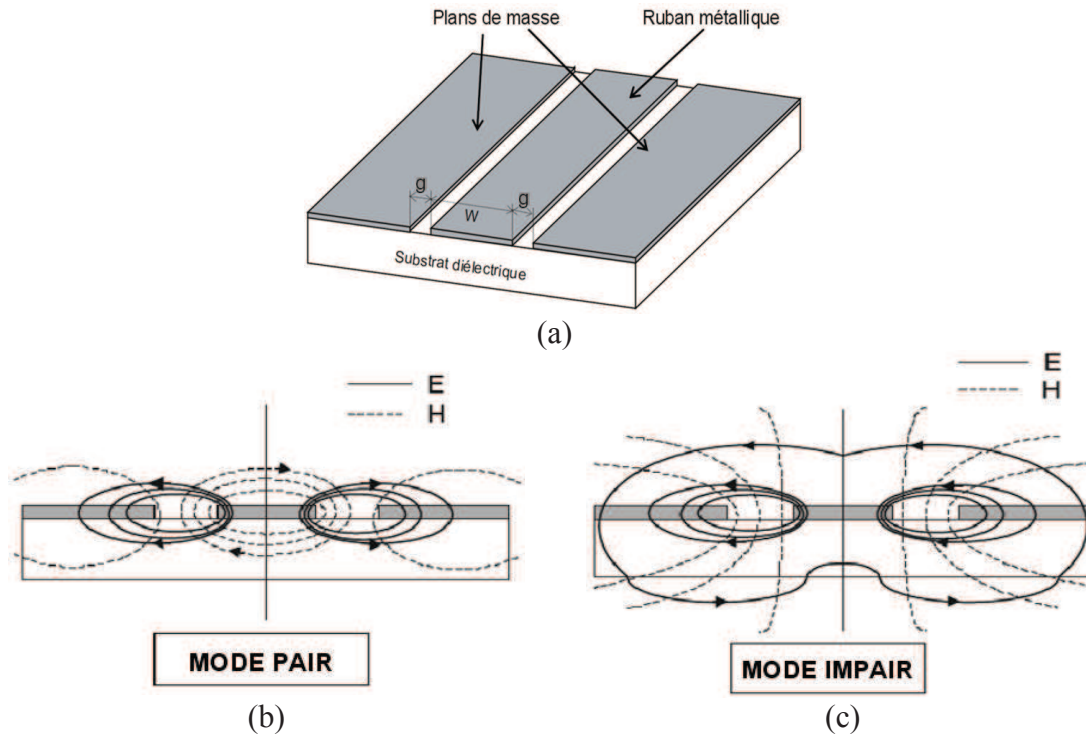 Plans de masse
Ruban métallique
g
W
g
Substrat diélectrique
(a)
E
H
E
H
MODE PAIR
MODE IMPAIR
(b)
(c)